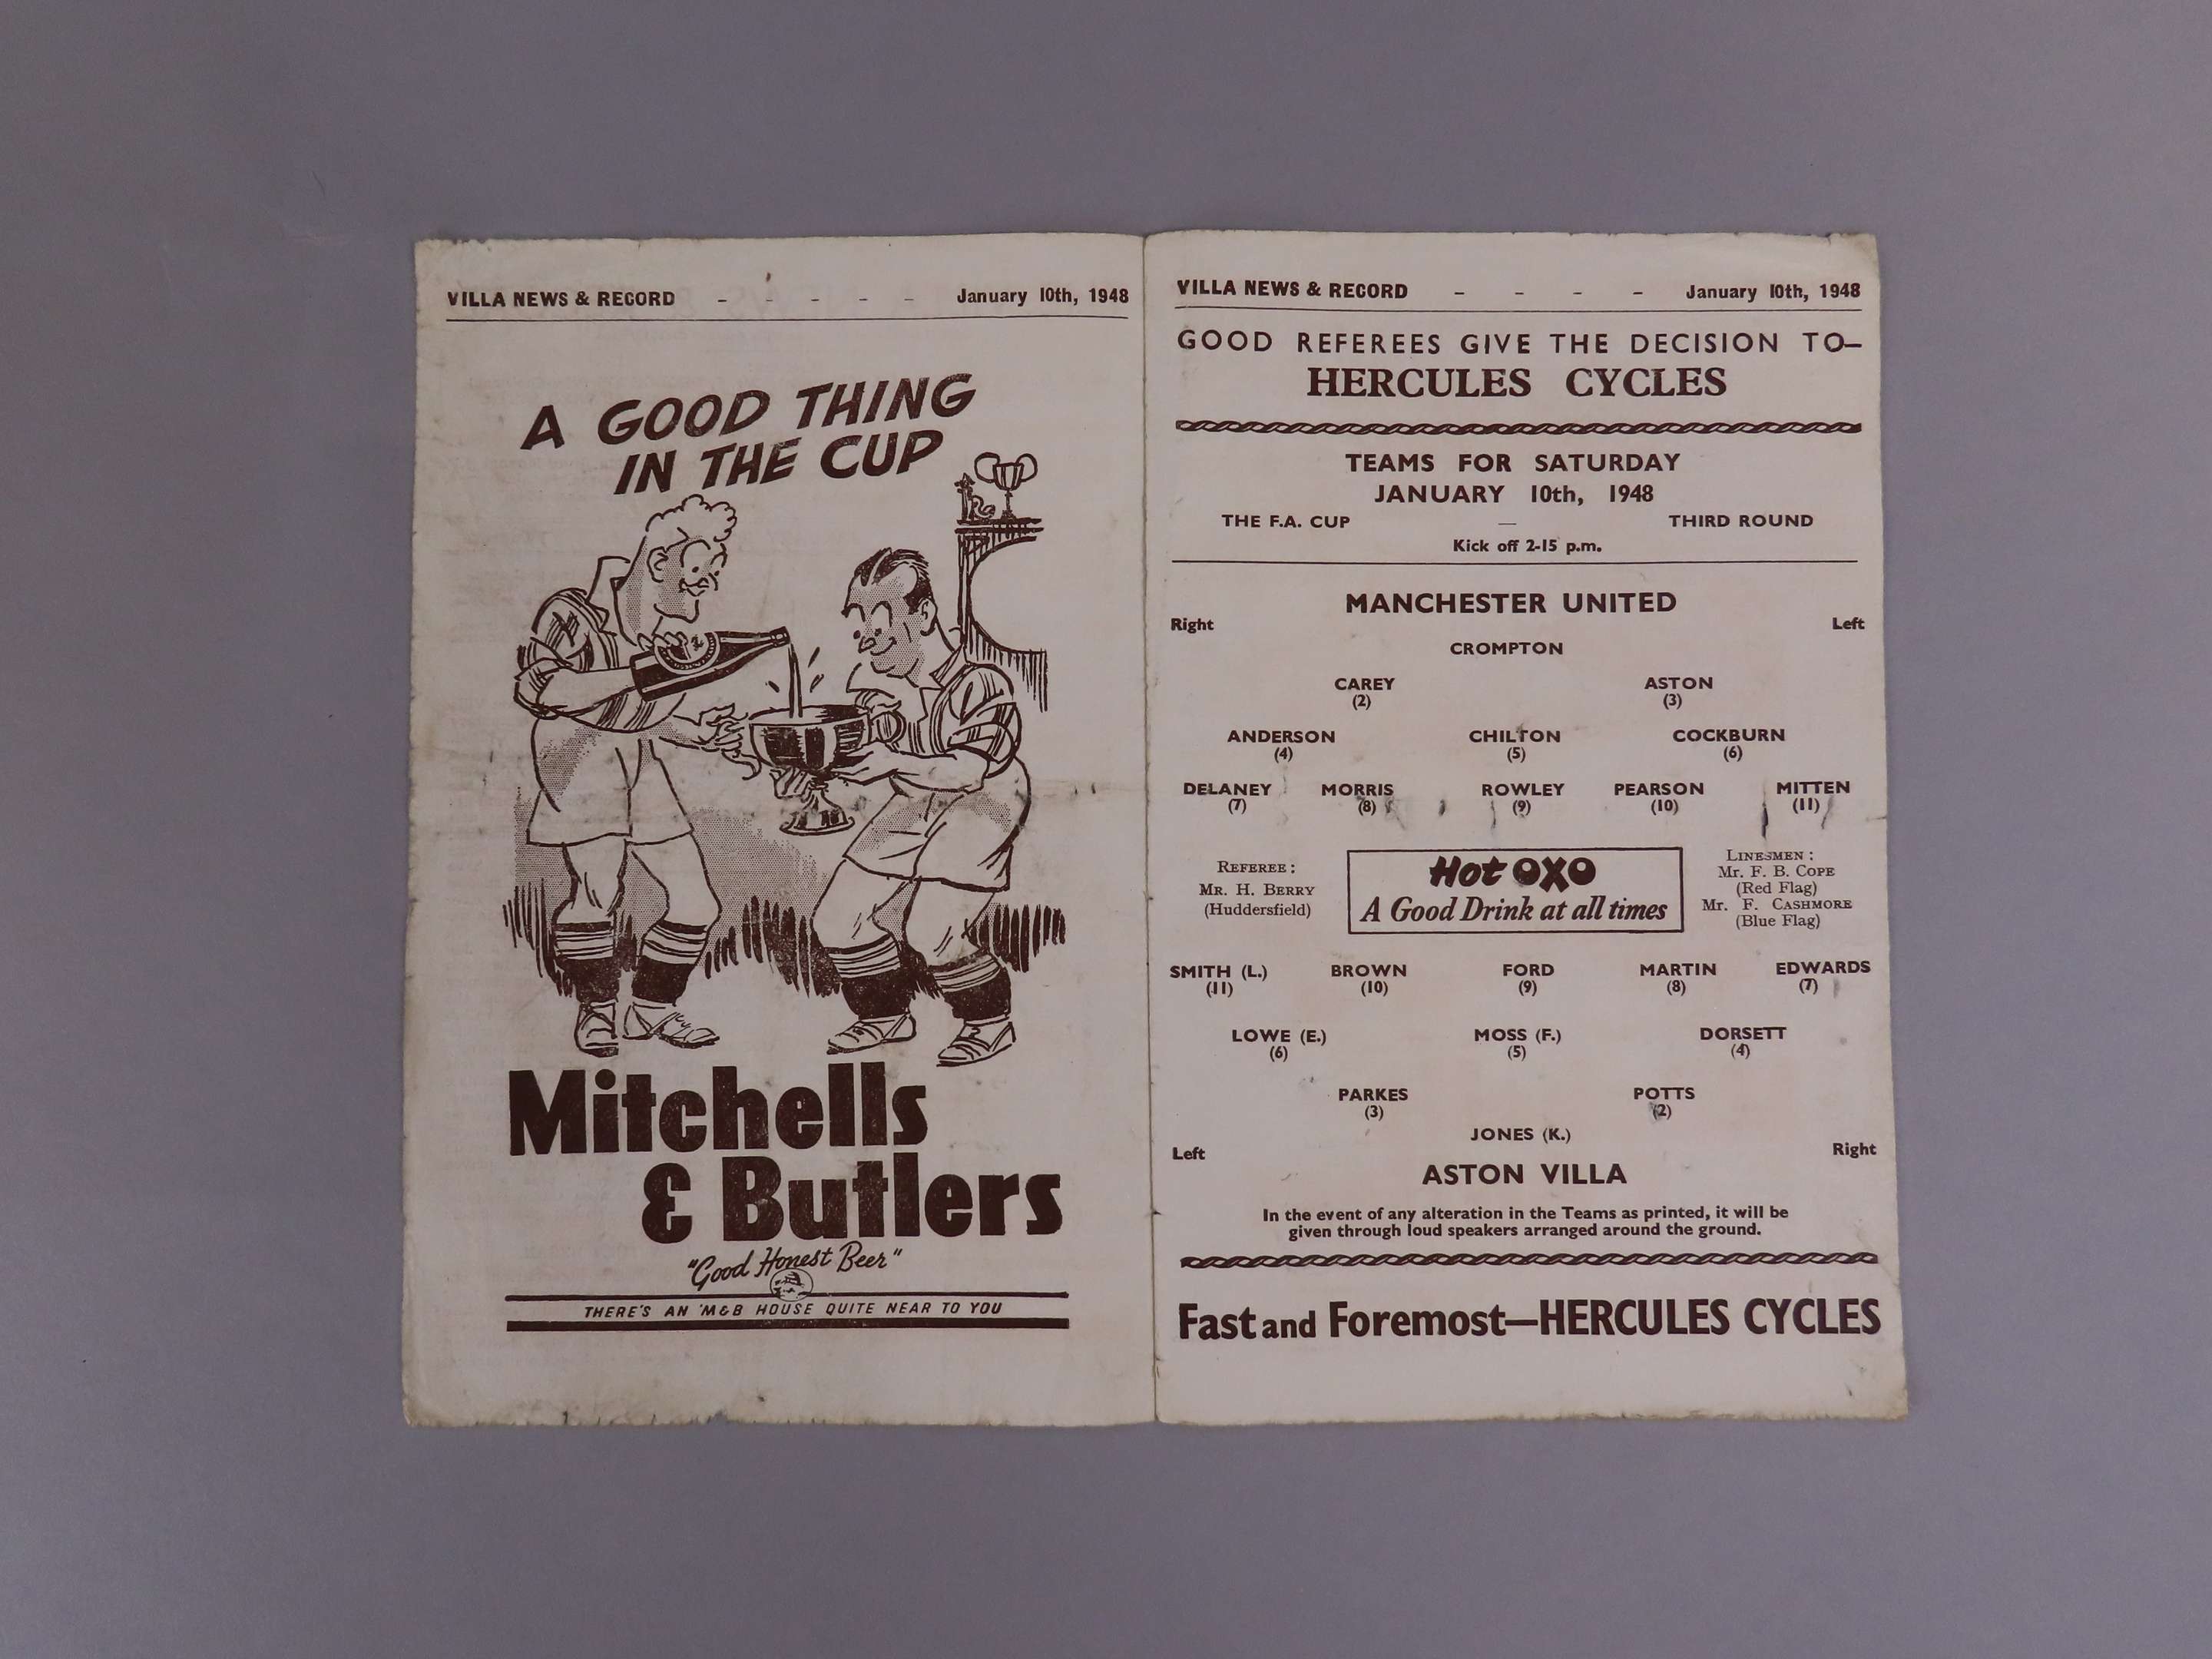 VILLA NEWS & RECORD - - - - - January 10th, 1948
A GOOD THING
IN THE CUP
Mitchells
& Butlers
"Good Honest Beer"
THERE'S AN 'M&B HOUSE QUITE NEAR TO YOU
VILLA NEWS & RECORD - - - - January 10th, 1948
GOOD REFEREES GIVE THE DECISION TO—
HERCULES CYCLES
TEAMS FOR SATURDAY
JANUARY 10th, 1948
THE F.A. CUP — THIRD ROUND
Kick off 2-15 p.m.
MANCHESTER UNITED
Right Left
CROMPTON
CAREY ASTON
(2) (3)
ANDERSON CHILTON COCKBURN
(4) (5) (6)
DELANEY MORRIS ROWLEY PEARSON MITTEN
(7) (8) (9) (10) (11)
REFEREE :
MR. H. BERRY
(Huddersfield)
Hot OXO
A Good Drink at all times
LINESMEN :
Mr. F. B. COPE
(Red Flag)
Mr. F. CASHMORE
(Blue Flag)
SMITH (L.) BROWN FORD MARTIN EDWARDS
(11) (10) (9) (8) (7)
LOWE (E.) MOSS (F.) DORSETT
(6) (5) (4)
PARKES POTTS
(3) (2)
JONES (K.)
Left Right
ASTON VILLA
In the event of any alteration in the Teams as printed, it will be
given through loud speakers arranged around the ground.
Fast and Foremost—HERCULES CYCLES